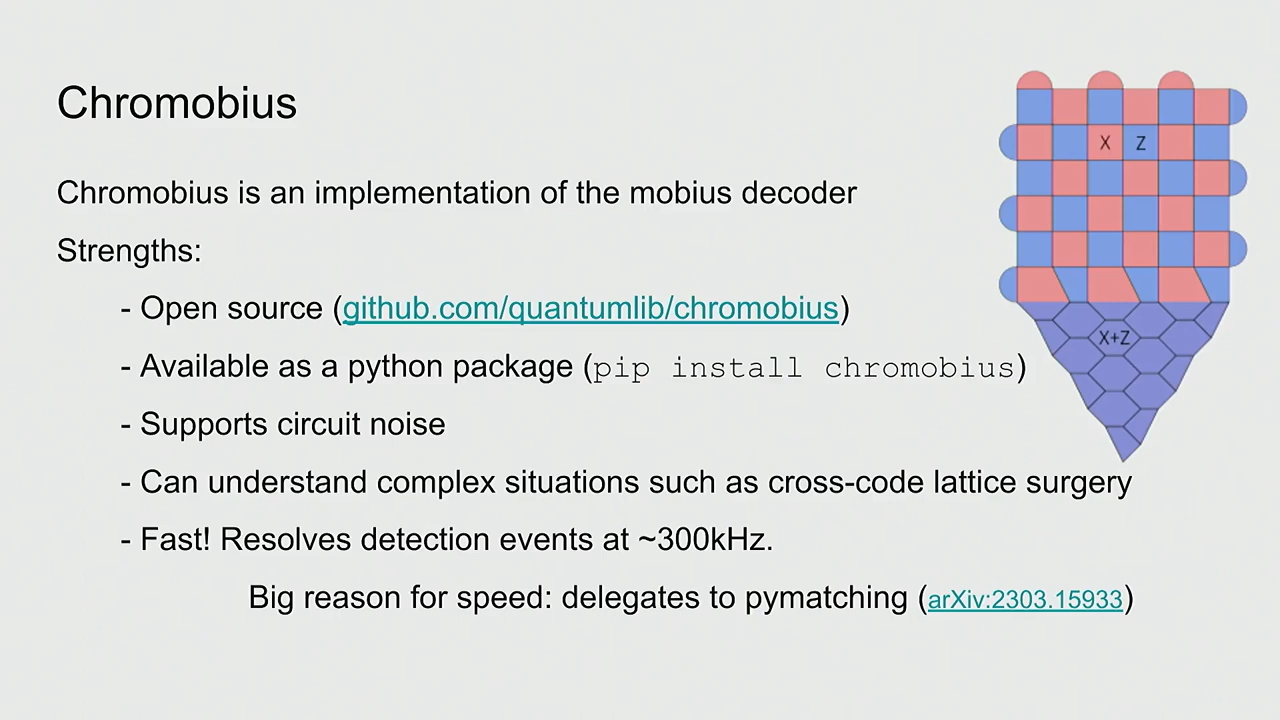 Chromobius
Chromobius is an implementation of the mobius decoder
Strengths:
- Open source (github.com/quantumlib/chromobius)
- Available as a python package (pip install chromobius)
- Supports circuit noise
- Can understand complex situations such as cross-code lattice surgery
- Fast! Resolves detection events at ~300kHz.
Big reason for speed: delegates to pymatching (arXiv:2303.15933)
X Z
X+Z